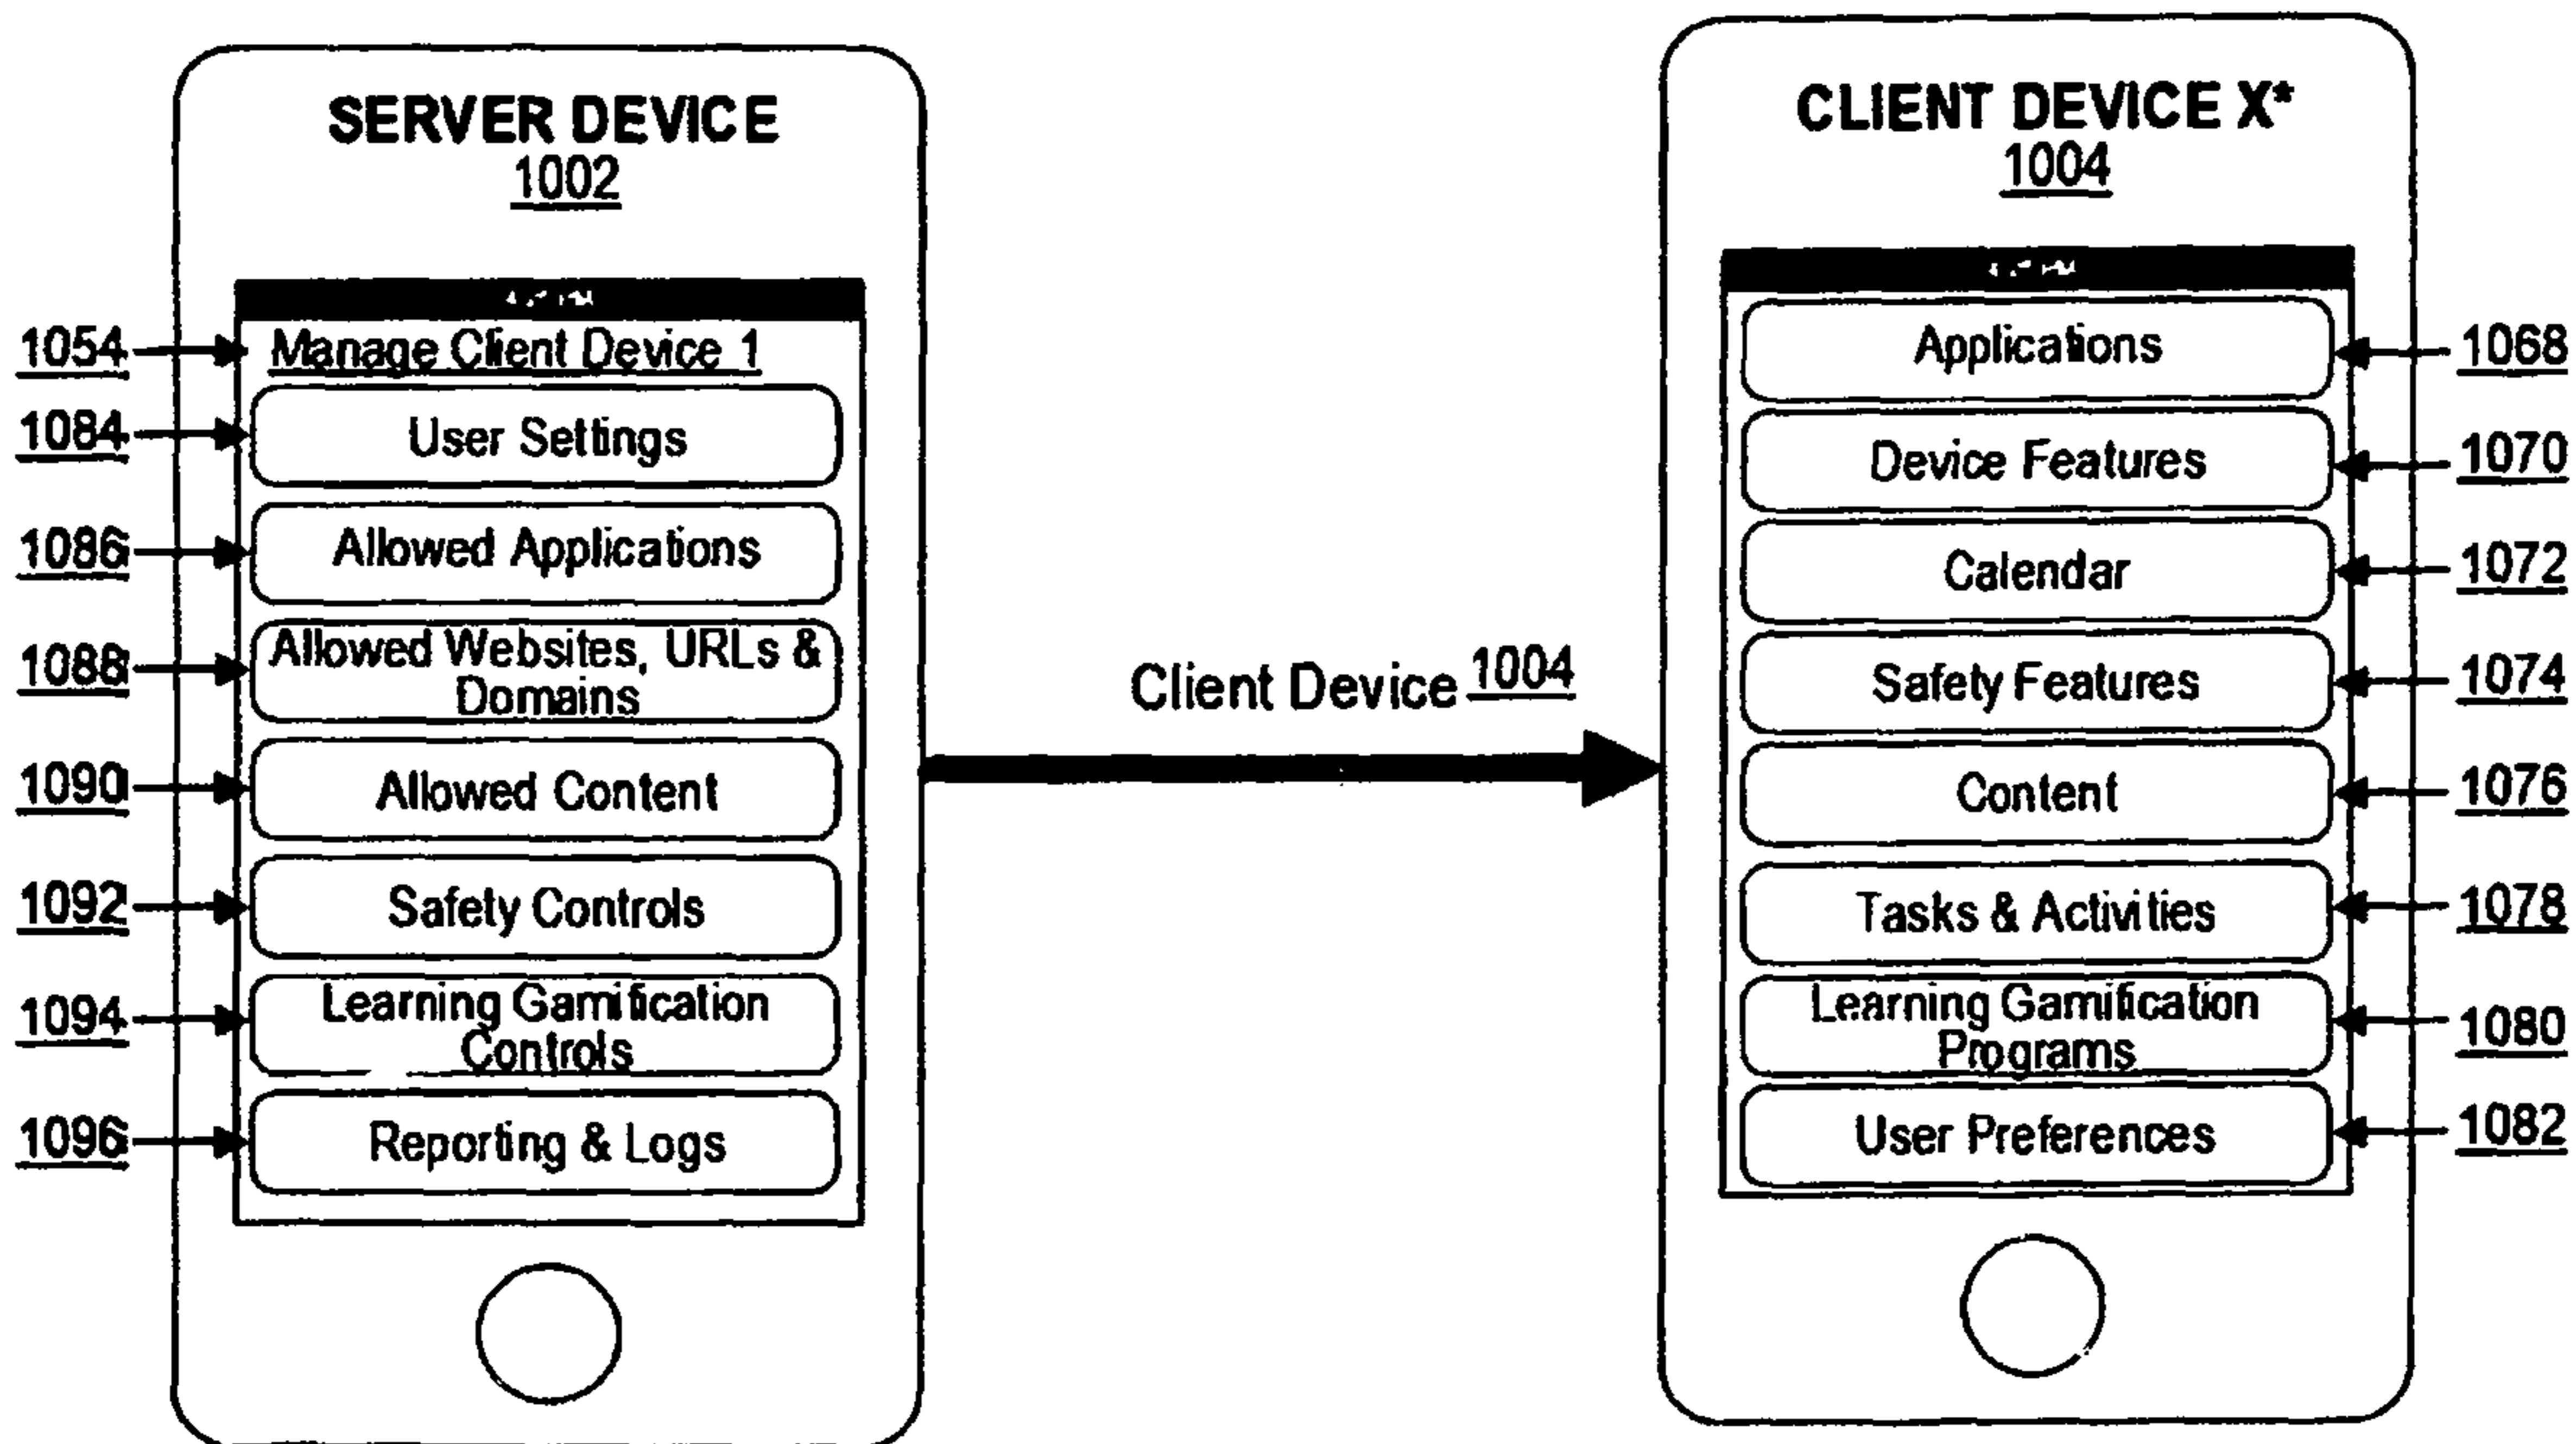 SERVER DEVICE
1002
1054
Manage Client Device 1
1084
User Settings
1086
Allowed Applications
1088
Allowed Websites, URLs &
Domains
1090
Allowed Content
1092
Safety Controls
1094
Learning Gamification
Controls
1096
Reporting & Logs
Client Device 1004
CLIENT DEVICE X*
1004
Applications
1068
Device Features
1070
Calendar
1072
Safety Features
1074
Content
1076
Tasks & Activities
1078
Learning Gamification
Programs
1080
User Preferences
1082